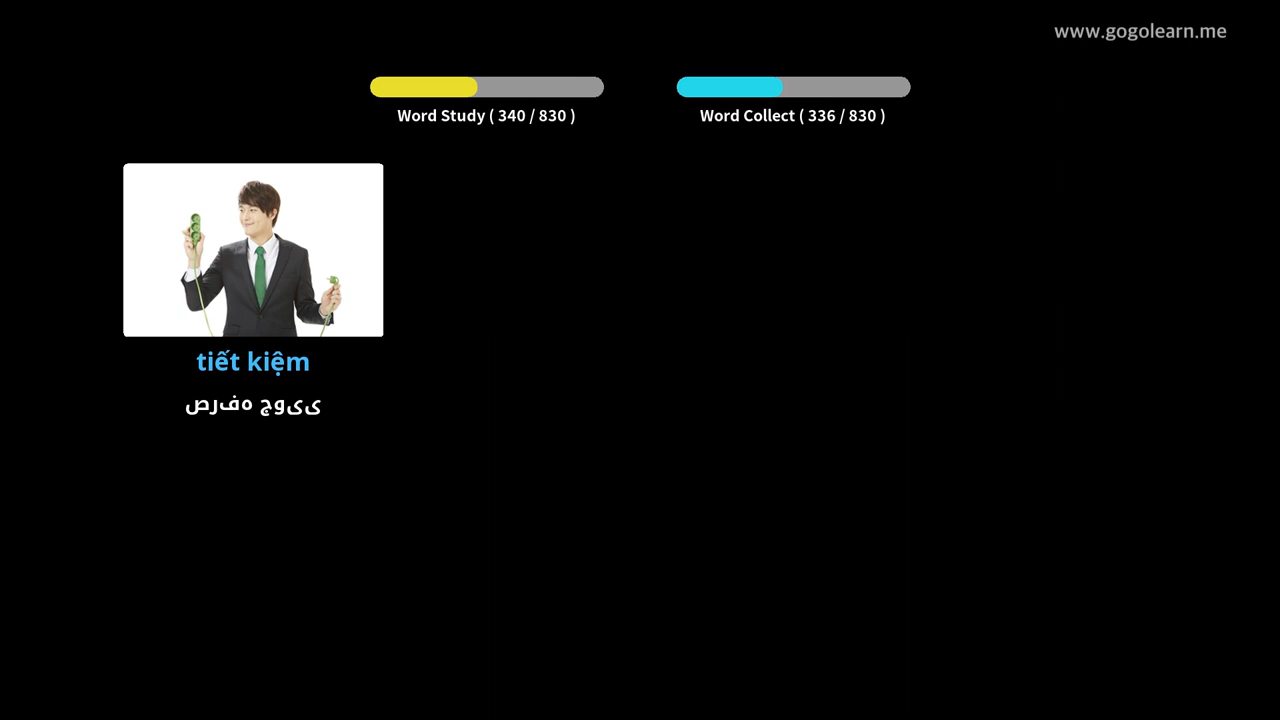 www.gogolearn.me
Word Study ( 340 / 830 )
Word Collect ( 336 / 830 )
tiết kiệm
صرفه جویی